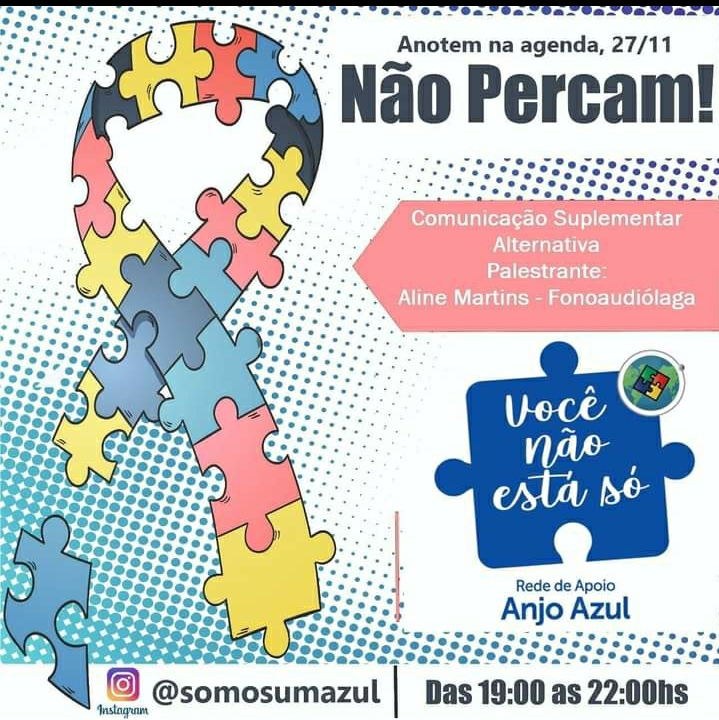 Anotem na agenda, 27/11
Não Percam!
Comunicação Suplementar
Alternativa
Palestrante:
Aline Martins - Fonoaudiólaga
Você
não
está só
Rede de Apoio
Anjo Azul
Instagram
@somosumazul
Das 19:00 as 22:00hs